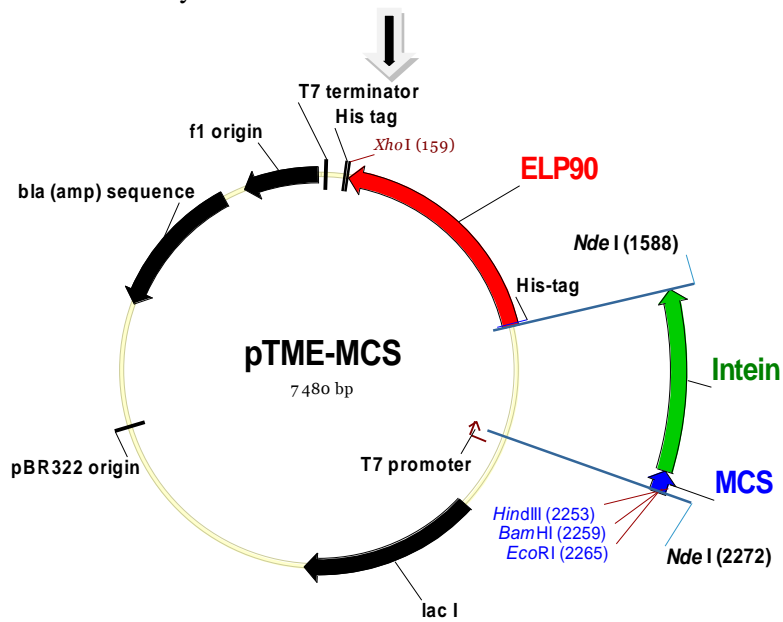 T7 terminator
His tag
XhoI (159)
f1 origin
ELP90
bla (amp) sequence
NdeI (1588)
His-tag
pTME-MCS
7480 bp
Intein
T7 promoter
pBR322 origin
MCS
HindIII (2253)
BamHI (2259)
EcoRI (2265)
NdeI (2272)
lac I